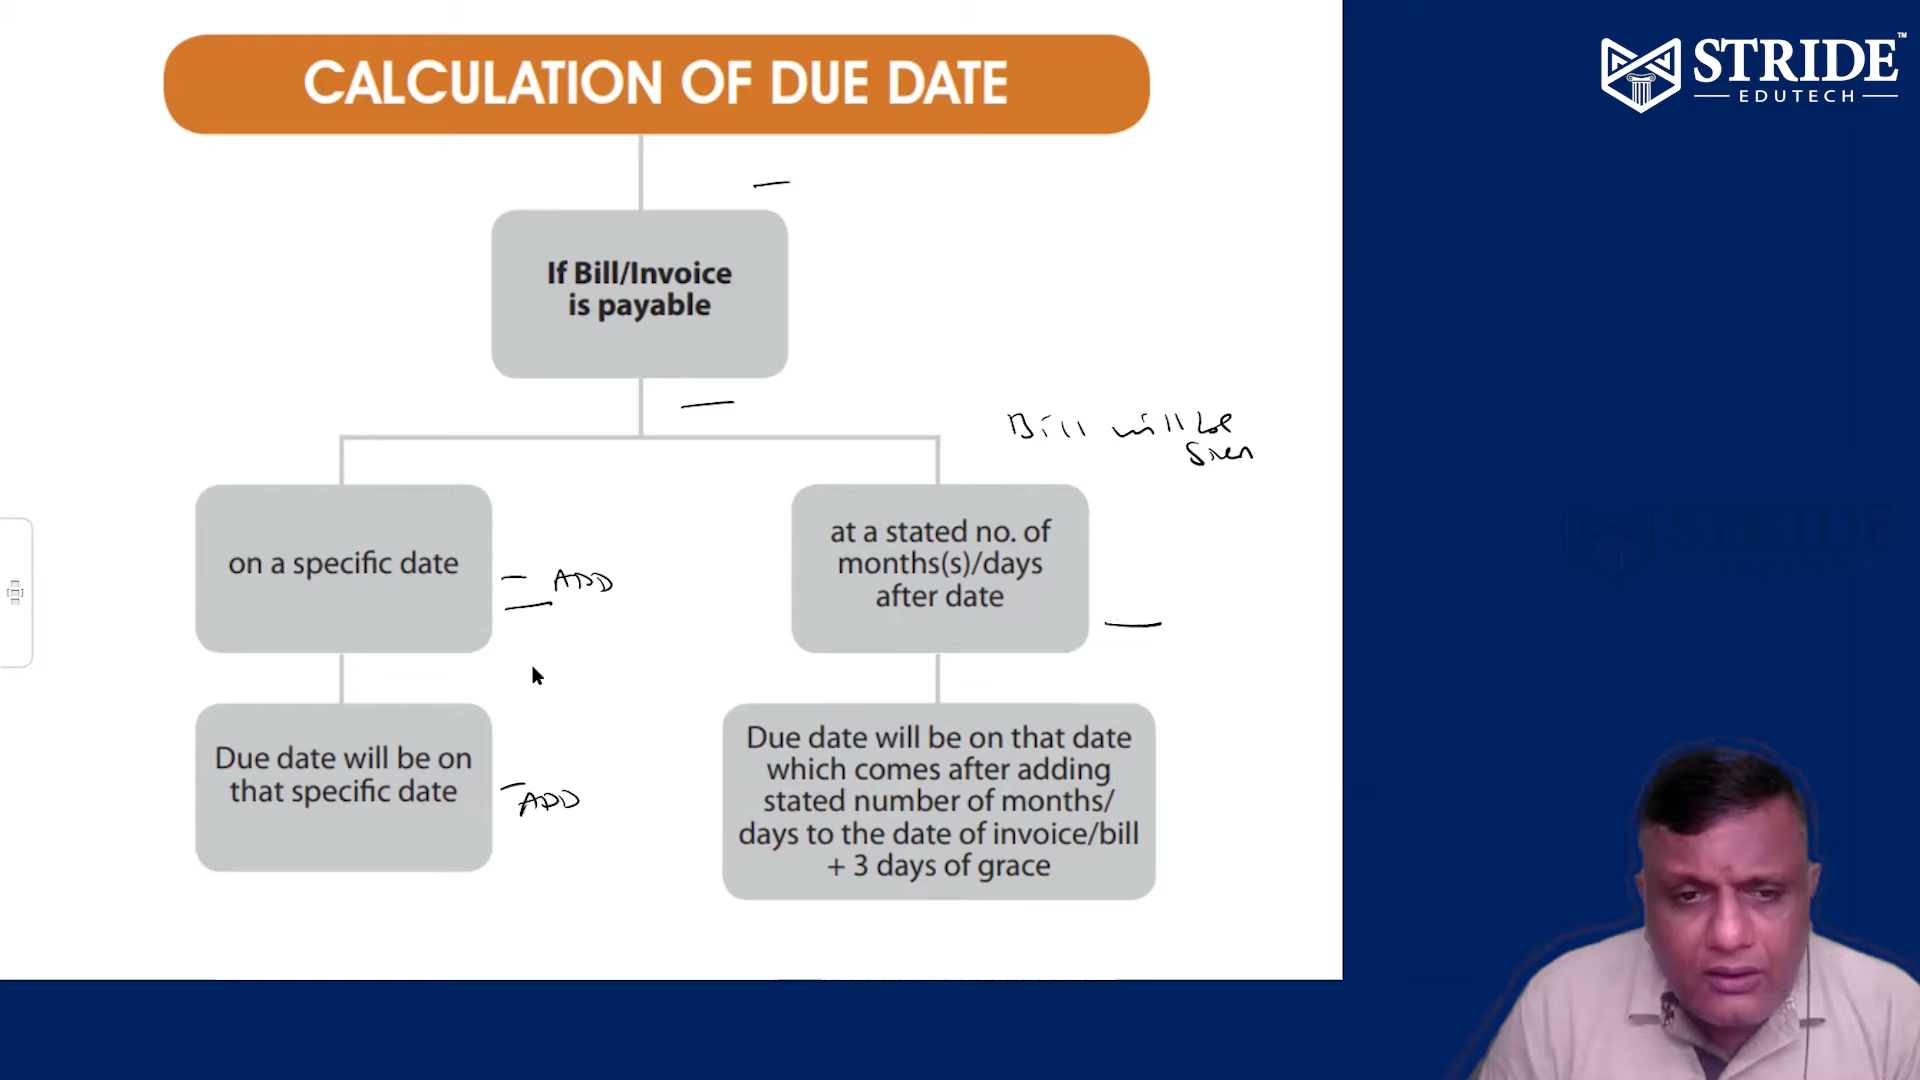 CALCULATION OF DUE DATE
STRIDE™
EDUTECH
If Bill/Invoice
is payable
Bill will be
on a specific date
ADD
at a stated no. of
months(s)/days
after date
Due date will be on
that specific date
ADD
Due date will be on that date
which comes after adding
stated number of months/
days to the date of invoice/bill
+ 3 days of grace